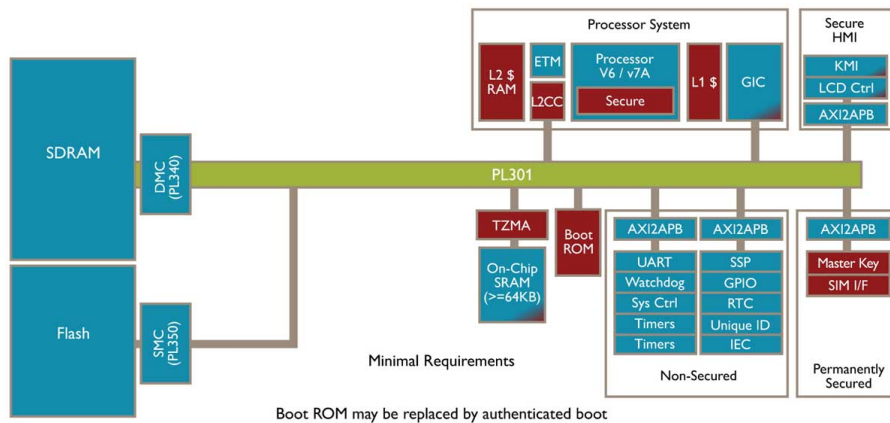 Processor System
Secure
HMI
L2 $
RAM
ETM
L2CC
Processor
V6 / v7A
Secure
L1 $
GIC
KMI
LCD Ctrl
AXI2APB
SDRAM
DMC
(PL340)
PL301
TZMA
On-Chip
SRAM
(>=64KB)
Boot
ROM
AXI2APB
UART
Watchdog
Sys Ctrl
Timers
Timers
AXI2APB
SSP
GPIO
RTC
Unique ID
IEC
Non-Secured
AXI2APB
Master Key
SIM I/F
Permanently
Secured
Flash
SMC
(PL350)
Minimal Requirements
Boot ROM may be replaced by authenticated boot